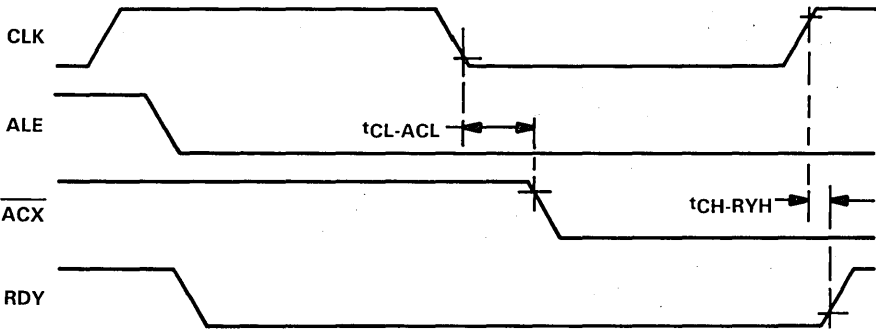 CLK
ALE
tCL-ACL
ACX
tCH-RYH
RDY